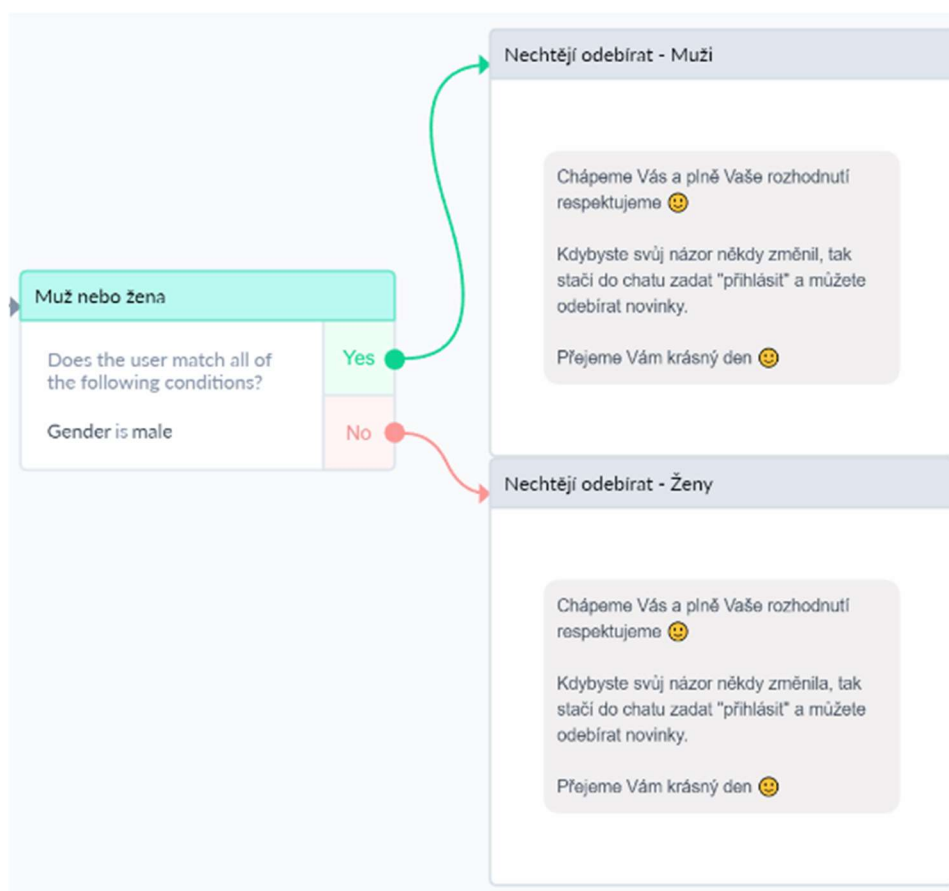 Nechtějí odebírat - Muži
Chápeme Vás a plně Vaše rozhodnutí
respektujeme 🙂
Kdybyste svůj názor někdy změnil, tak
stačí do chatu zadat "přihlásit" a můžete
odebírat novinky.
Přejeme Vám krásný den 🙂
Muž nebo žena
Does the user match all of
the following conditions?
Gender is male
Yes
No
Nechtějí odebírat - Ženy
Chápeme Vás a plně Vaše rozhodnutí
respektujeme 🙂
Kdybyste svůj názor někdy změnila, tak
stačí do chatu zadat "přihlásit" a můžete
odebírat novinky.
Přejeme Vám krásný den 🙂